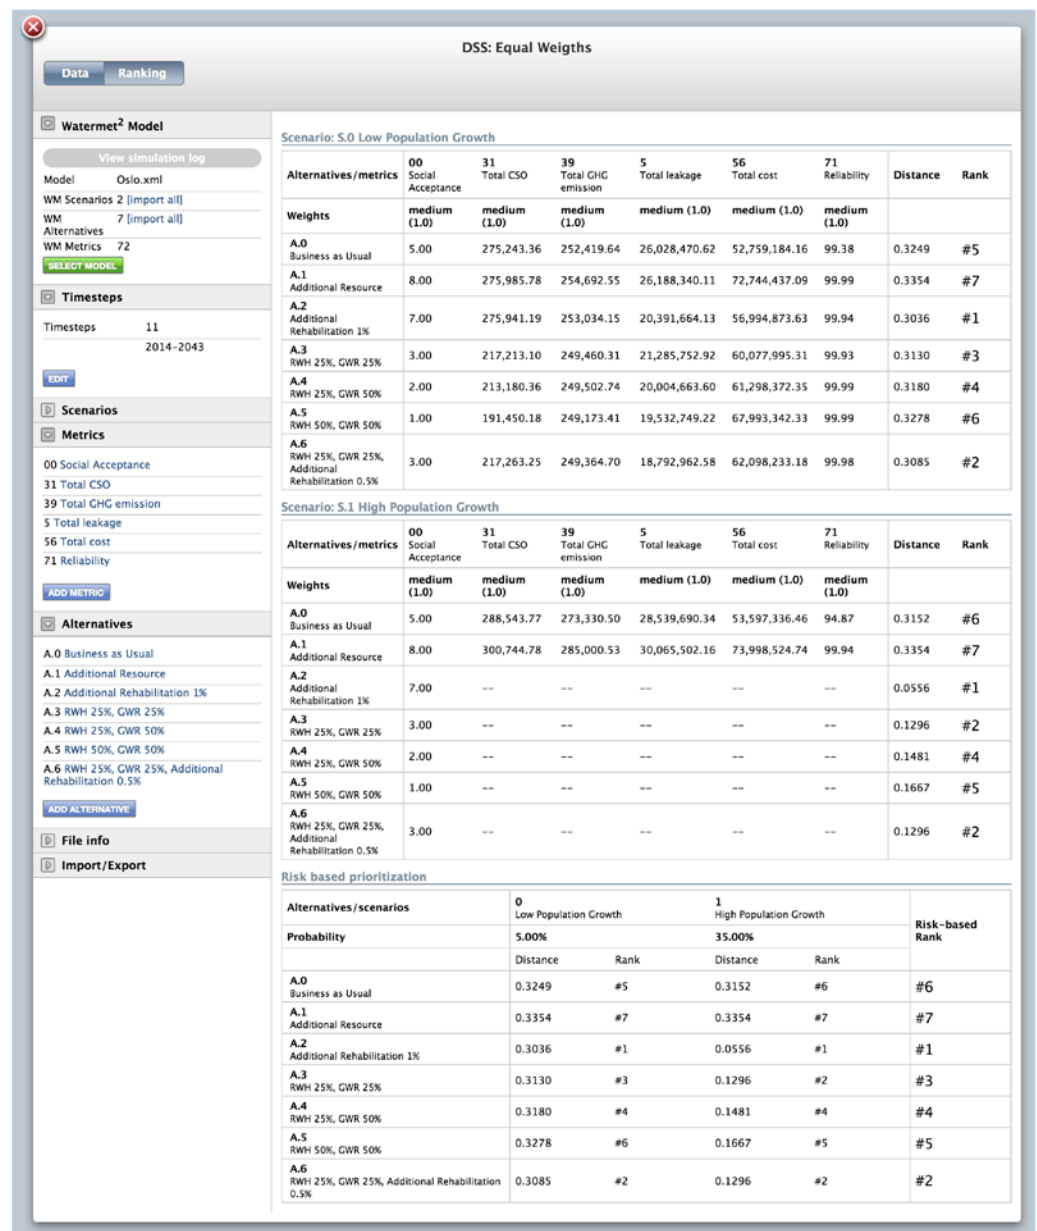 DSS: Equal Weigths
Data Ranking
Watermet² Model
View simulation log
Model Oslo.xml
WM Scenarios 2 [import all]
WM Alternatives 7 [import all]
WM Metrics 72
SELECT MODEL
Timesteps
Timesteps 11
2014-2043
EDIT
Scenarios
Metrics
00 Social Acceptance
31 Total CSO
39 Total GHG emission
5 Total leakage
56 Total cost
71 Reliability
ADD METRIC
Alternatives
A.0 Business as Usual
A.1 Additional Resource
A.2 Additional Rehabilitation 1%
A.3 RWH 25%, GWR 25%
A.4 RWH 25%, GWR 50%
A.5 RWH 50%, GWR 50%
A.6 RWH 25%, GWR 25%, Additional
Rehabilitation 0.5%
ADD ALTERNATIVE
File info
Import/Export
Scenario: S.0 Low Population Growth
Alternatives/metrics 00 Social Acceptance 31 Total CSO 39 Total GHG emission 5 Total leakage 56 Total cost 71 Reliability Distance Rank
Weights medium (1.0) medium (1.0) medium (1.0) medium (1.0) medium (1.0) medium (1.0)
A.0 Business as Usual 5.00 275,243.36 252,419.64 26,028,470.62 52,759,184.16 99.38 0.3249 #5
A.1 Additional Resource 8.00 275,985.78 254,692.55 26,188,340.11 72,744,437.09 99.99 0.3354 #7
A.2 Additional Rehabilitation 1% 7.00 275,941.19 253,034.15 20,391,664.13 56,994,873.63 99.94 0.3036 #1
A.3 RWH 25%, GWR 25% 3.00 217,213.10 249,460.31 21,285,752.92 60,077,995.31 99.93 0.3130 #3
A.4 RWH 25%, GWR 50% 2.00 213,180.36 249,502.74 20,004,663.60 61,298,372.35 99.99 0.3180 #4
A.5 RWH 50%, GWR 50% 1.00 191,450.18 249,173.41 19,532,749.22 67,993,342.33 99.99 0.3278 #6
A.6 RWH 25%, GWR 25%, Additional Rehabilitation 0.5% 3.00 217,263.25 249,364.70 18,792,962.58 62,098,233.18 99.98 0.3085 #2
Scenario: S.1 High Population Growth
Alternatives/metrics 00 Social Acceptance 31 Total CSO 39 Total GHG emission 5 Total leakage 56 Total cost 71 Reliability Distance Rank
Weights medium (1.0) medium (1.0) medium (1.0) medium (1.0) medium (1.0) medium (1.0)
A.0 Business as Usual 5.00 288,543.77 273,330.50 28,539,690.34 53,597,336.46 94.87 0.3152 #6
A.1 Additional Resource 8.00 300,744.78 285,000.53 30,065,502.16 73,998,524.74 99.94 0.3354 #7
A.2 Additional Rehabilitation 1% 7.00 -- -- -- -- -- 0.0556 #1
A.3 RWH 25%, GWR 25% 3.00 -- -- -- -- -- 0.1296 #2
A.4 RWH 25%, GWR 50% 2.00 -- -- -- -- -- 0.1481 #4
A.5 RWH 50%, GWR 50% 1.00 -- -- -- -- -- 0.1667 #5
A.6 RWH 25%, GWR 25%, Additional Rehabilitation 0.5% 3.00 -- -- -- -- -- 0.1296 #2
Risk based prioritization
Alternatives/scenarios 0 Low Population Growth 1 High Population Growth Risk-based Rank
Probability 5.00% 35.00%
Distance Rank Distance Rank
A.0 Business as Usual 0.3249 #5 0.3152 #6 #6
A.1 Additional Resource 0.3354 #7 0.3354 #7 #7
A.2 Additional Rehabilitation 1% 0.3036 #1 0.0556 #1 #1
A.3 RWH 25%, GWR 25% 0.3130 #3 0.1296 #2 #3
A.4 RWH 25%, GWR 50% 0.3180 #4 0.1481 #4 #4
A.5 RWH 50%, GWR 50% 0.3278 #6 0.1667 #5 #5
A.6 RWH 25%, GWR 25%, Additional Rehabilitation 0.5% 0.3085 #2 0.1296 #2 #2